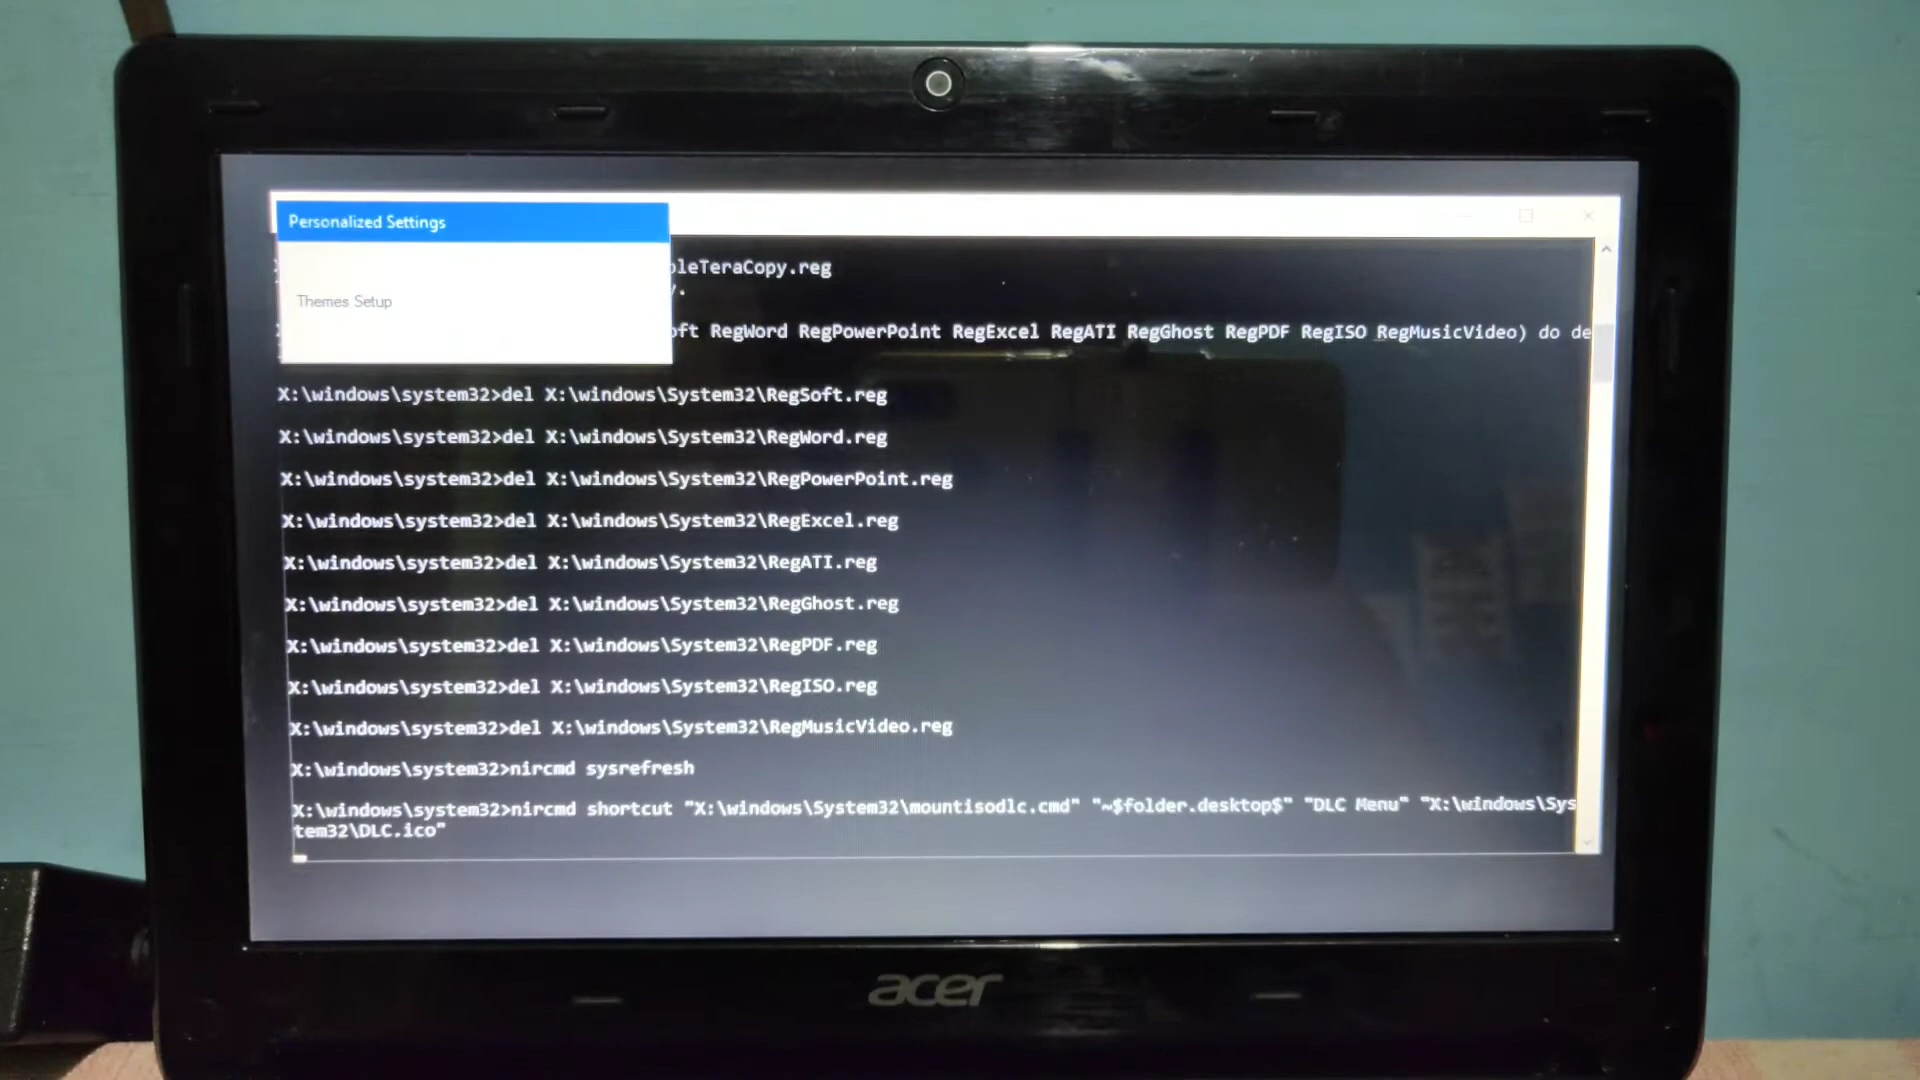 Personalized Settings
Themes Setup
bleTeraCopy.reg
y.
oft RegWord RegPowerPoint RegExcel RegATI RegGhost RegPDF RegISO RegMusicVideo) do de
X:\windows\system32>del X:\windows\System32\RegSoft.reg
X:\windows\system32>del X:\windows\System32\RegWord.reg
X:\windows\system32>del X:\windows\System32\RegPowerPoint.reg
X:\windows\system32>del X:\windows\System32\RegExcel.reg
X:\windows\system32>del X:\windows\System32\RegATI.reg
X:\windows\system32>del X:\windows\System32\RegGhost.reg
X:\windows\system32>del X:\windows\System32\RegPDF.reg
X:\windows\system32>del X:\windows\System32\RegISO.reg
X:\windows\system32>del X:\windows\System32\RegMusicVideo.reg
X:\windows\system32>nircmd sysrefresh
X:\windows\system32>nircmd shortcut "X:\windows\System32\mountisodlc.cmd" "~$folder.desktop$" "DLC Menu" "X:\windows\Sys
tem32\DLC.ico"
acer